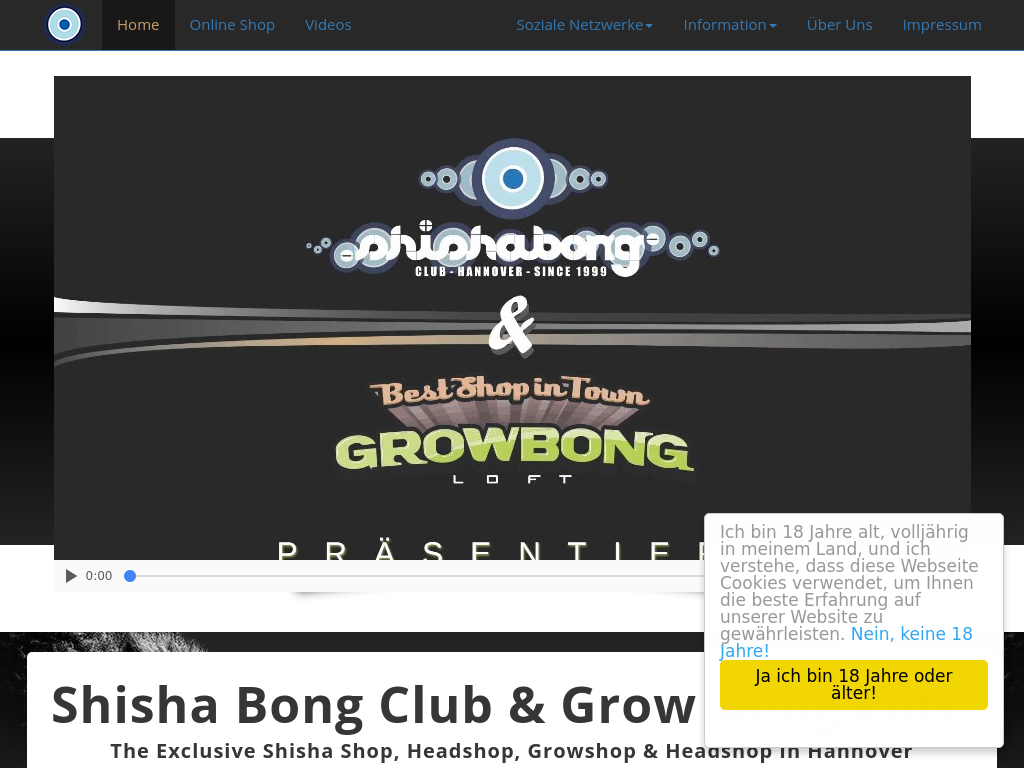 Home Online Shop Videos Soziale Netzwerke Information Über Uns Impressum
shishabong
CLUB - HANNOVER - SINCE 1999
&
Best Shop in Town
GROWBONG
LOFT
PRÄSENTIE
0:00
Ich bin 18 Jahre alt, volljährig
in meinem Land, und ich
verstehe, dass diese Webseite
Cookies verwendet, um Ihnen
die beste Erfahrung auf
unserer Website zu
gewährleisten. Nein, keine 18
Jahre!
Ja ich bin 18 Jahre oder
älter!
Shisha Bong Club & Grow
The Exclusive Shisha Shop, Headshop, Growshop & Headshop in Hannover